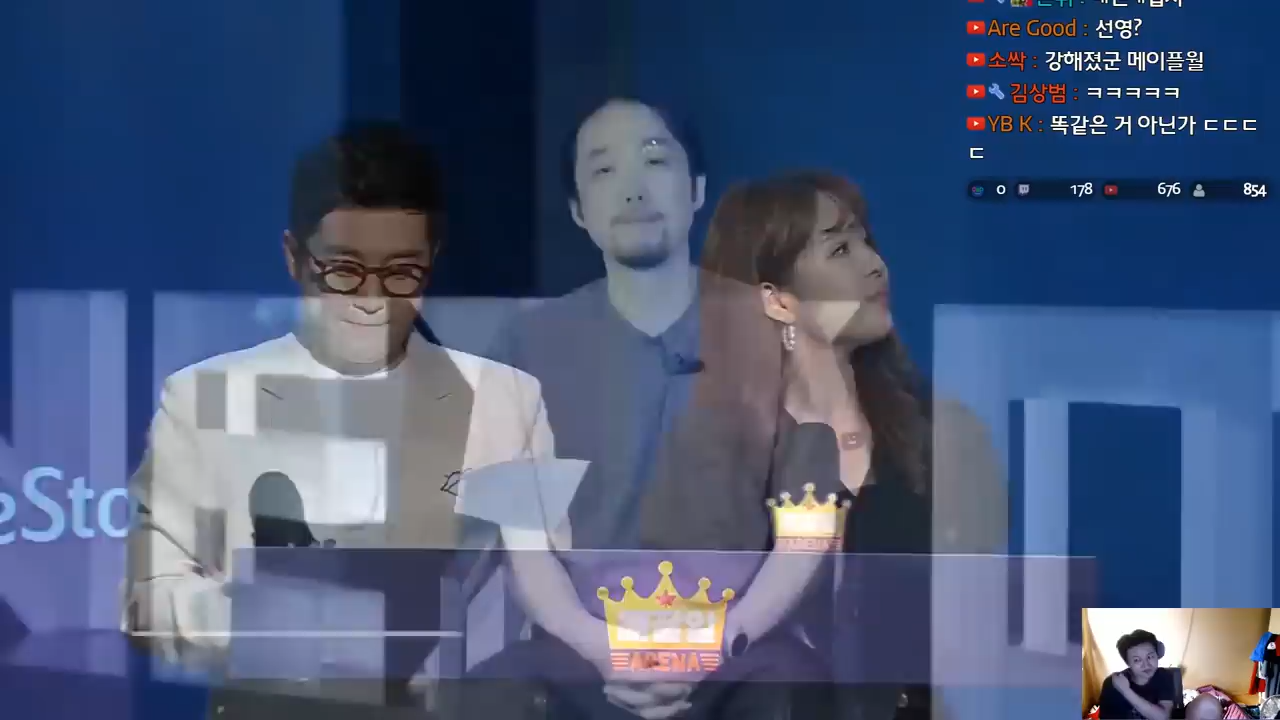 Are Good : 선영?
소싹 : 강해졌군 메이플월
김상범 : ㅋㅋㅋㅋㅋ
YB K : 똑같은 거 아닌가 ㄷㄷㄷ
ㄷ
0 178 676 854
eSto
ARENA